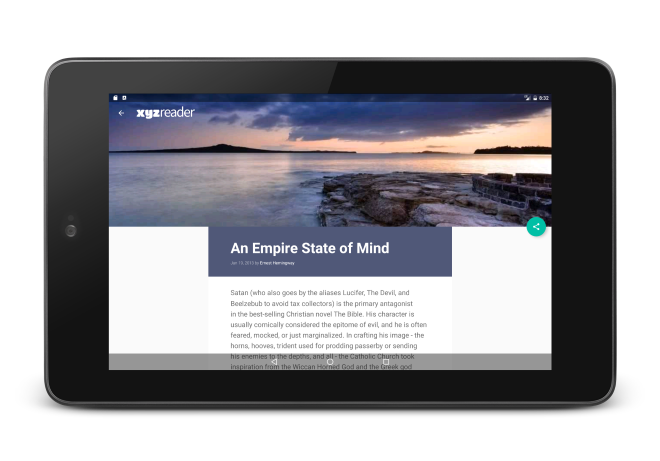 8:32
xyzreader
An Empire State of Mind
Jan 10, 2013 by Ernest Hemingway
Satan (who also goes by the aliases Lucifer, The Devil, and
Beelzebub to avoid tax collectors) is the primary antagonist
in the best-selling Christian novel The Bible. His character is
usually comically considered the epitome of evil, and he is often
feared, mocked, or just marginalized. In crafting his image - the
horns, hooves, trident used for prodding passerby or sending
his enemies to the depths, and all - the Catholic Church took
inspiration from the Wiccan Horned God and the Greek god